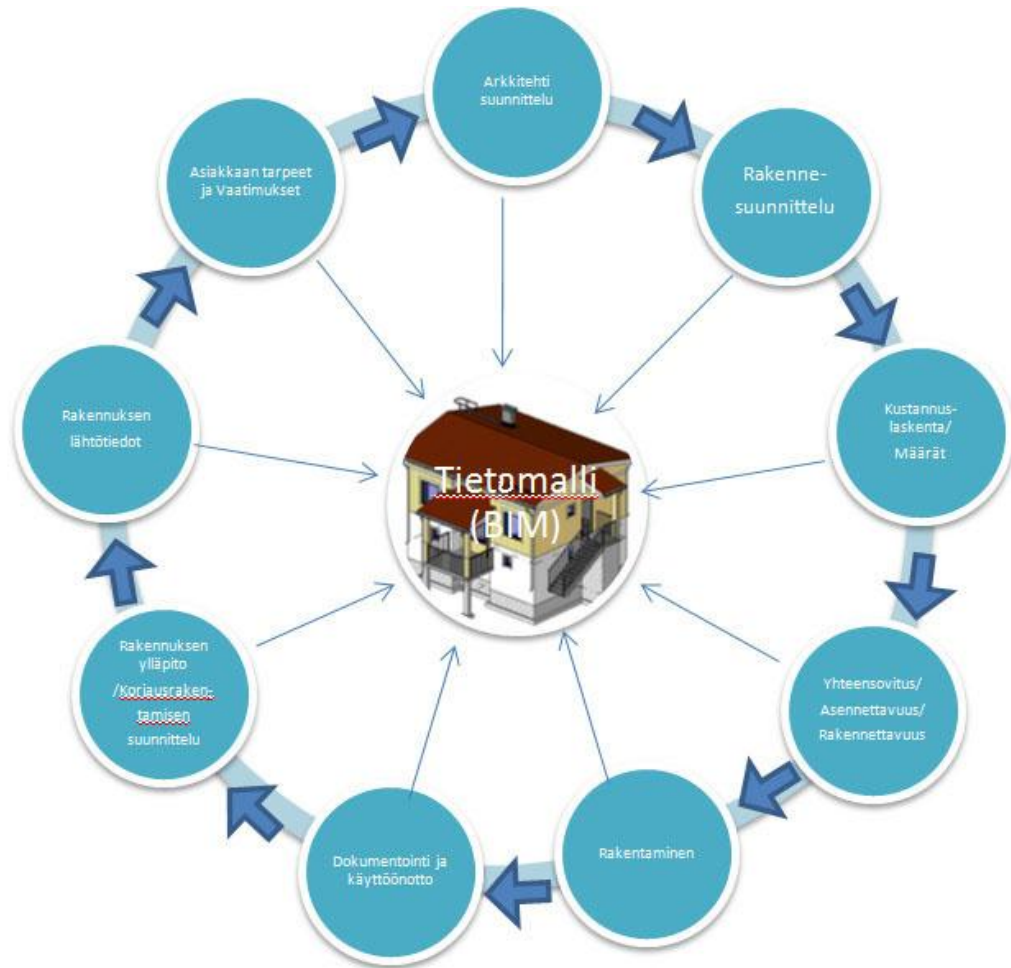 Arkkitehti
suunnittelu
Rakenne-
suunnittelu
Kustannus-
laskenta/
Määrät
Yhteensovitus/
Asennettavuus/
Rakennettavuus
Rakentaminen
Dokumentointi ja
käyttöönotto
Rakennuksen
ylläpito
/Korjausraken-
tamisen
suunnittelu
Rakennuksen
lähtötiedot
Asiakkaan tarpeet
ja Vaatimukset
Tietomalli
(BIM)